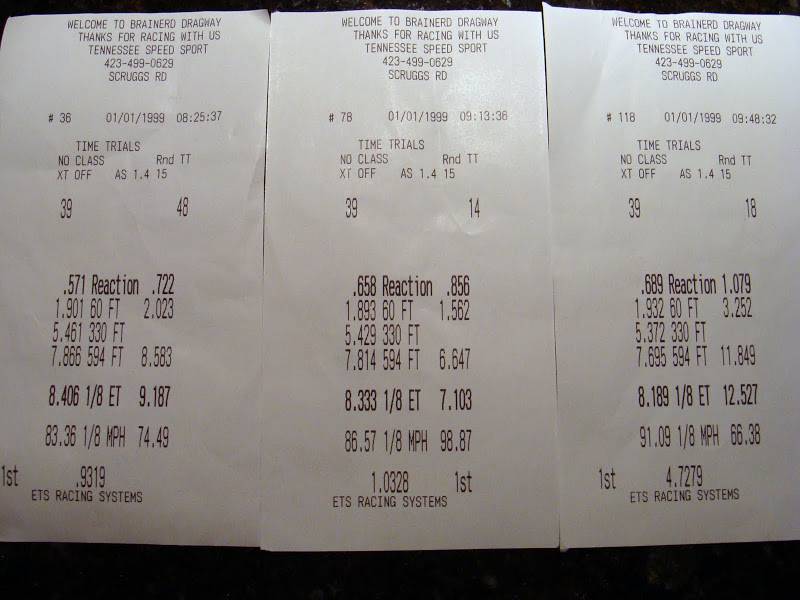 WELCOME TO BRAINERD DRAGWAY
THANKS FOR RACING WITH US
TENNESSEE SPEED SPORT
423-499-0629
SCRUGGS RD
# 36 01/01/1999 08:25:37
TIME TRIALS
NO CLASS Rnd TT
XT OFF AS 1.4 15
39 48
.571 Reaction .722
1.901 60 FT 2.023
5.461 330 FT
7.866 594 FT 8.583
8.406 1/8 ET 9.187
83.36 1/8 MPH 74.49
1st .9319
ETS RACING SYSTEMS
WELCOME TO BRAINERD DRAGWAY
THANKS FOR RACING WITH US
TENNESSEE SPEED SPORT
423-499-0629
SCRUGGS RD
# 78 01/01/1999 09:13:36
TIME TRIALS
NO CLASS Rnd TT
XT OFF AS 1.4 15
39 14
.658 Reaction .856
1.893 60 FT 1.562
5.429 330 FT
7.814 594 FT 6.647
8.333 1/8 ET 7.103
86.57 1/8 MPH 98.87
1.0328 1st
ETS RACING SYSTEMS
WELCOME TO BRAINERD DRAGWAY
THANKS FOR RACING WITH US
TENNESSEE SPEED SPORT
423-499-0629
SCRUGGS RD
# 118 01/01/1999 09:48:32
TIME TRIALS
NO CLASS Rnd TT
XT OFF AS 1.4 15
39 18
.689 Reaction 1.079
1.932 60 FT 3.252
5.372 330 FT
7.695 594 FT 11.849
8.189 1/8 ET 12.527
91.09 1/8 MPH 66.38
1st 4.7279
ETS RACING SYSTEMS